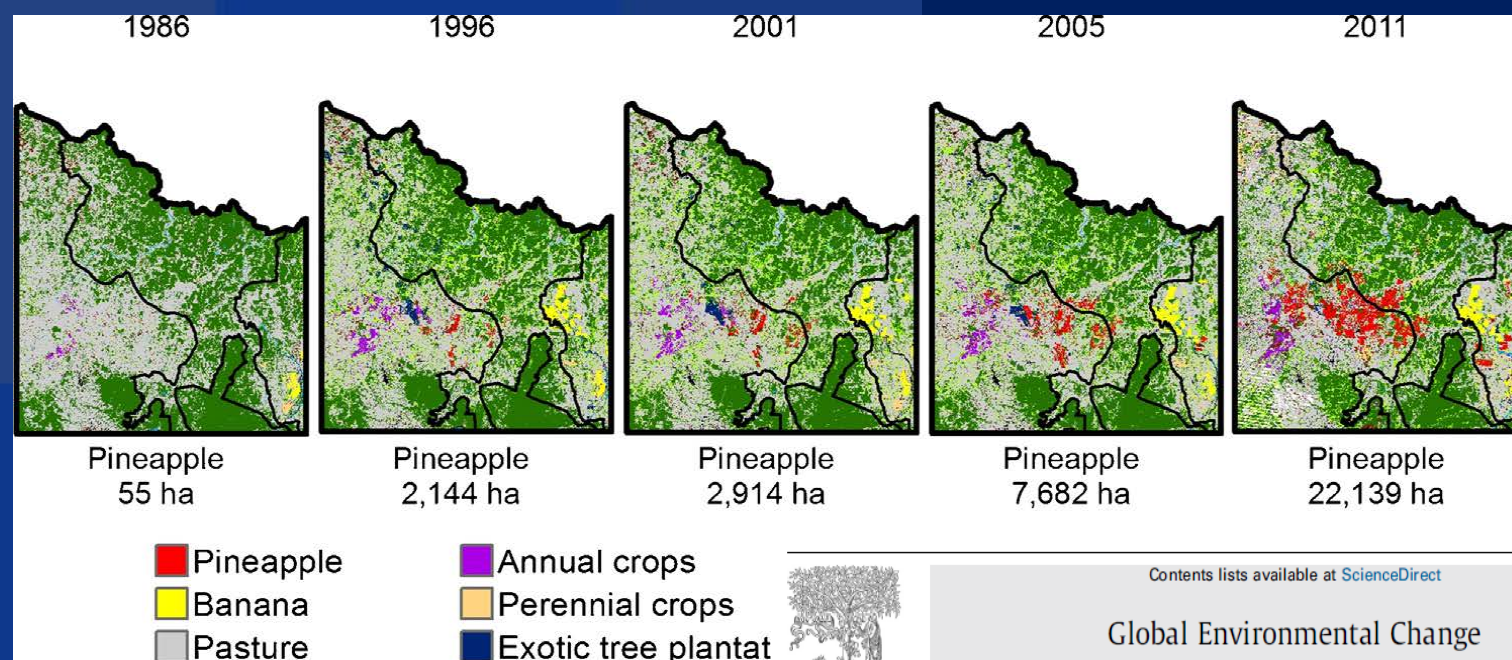 1986 1996 2001 2005 2011
Pineapple Pineapple Pineapple Pineapple Pineapple
55 ha 2,144 ha 2,914 ha 7,682 ha 22,139 ha
Pineapple Annual crops
Banana Perennial crops
Pasture Exotic tree plantat
Contents lists available at ScienceDirect
Global Environmental Change